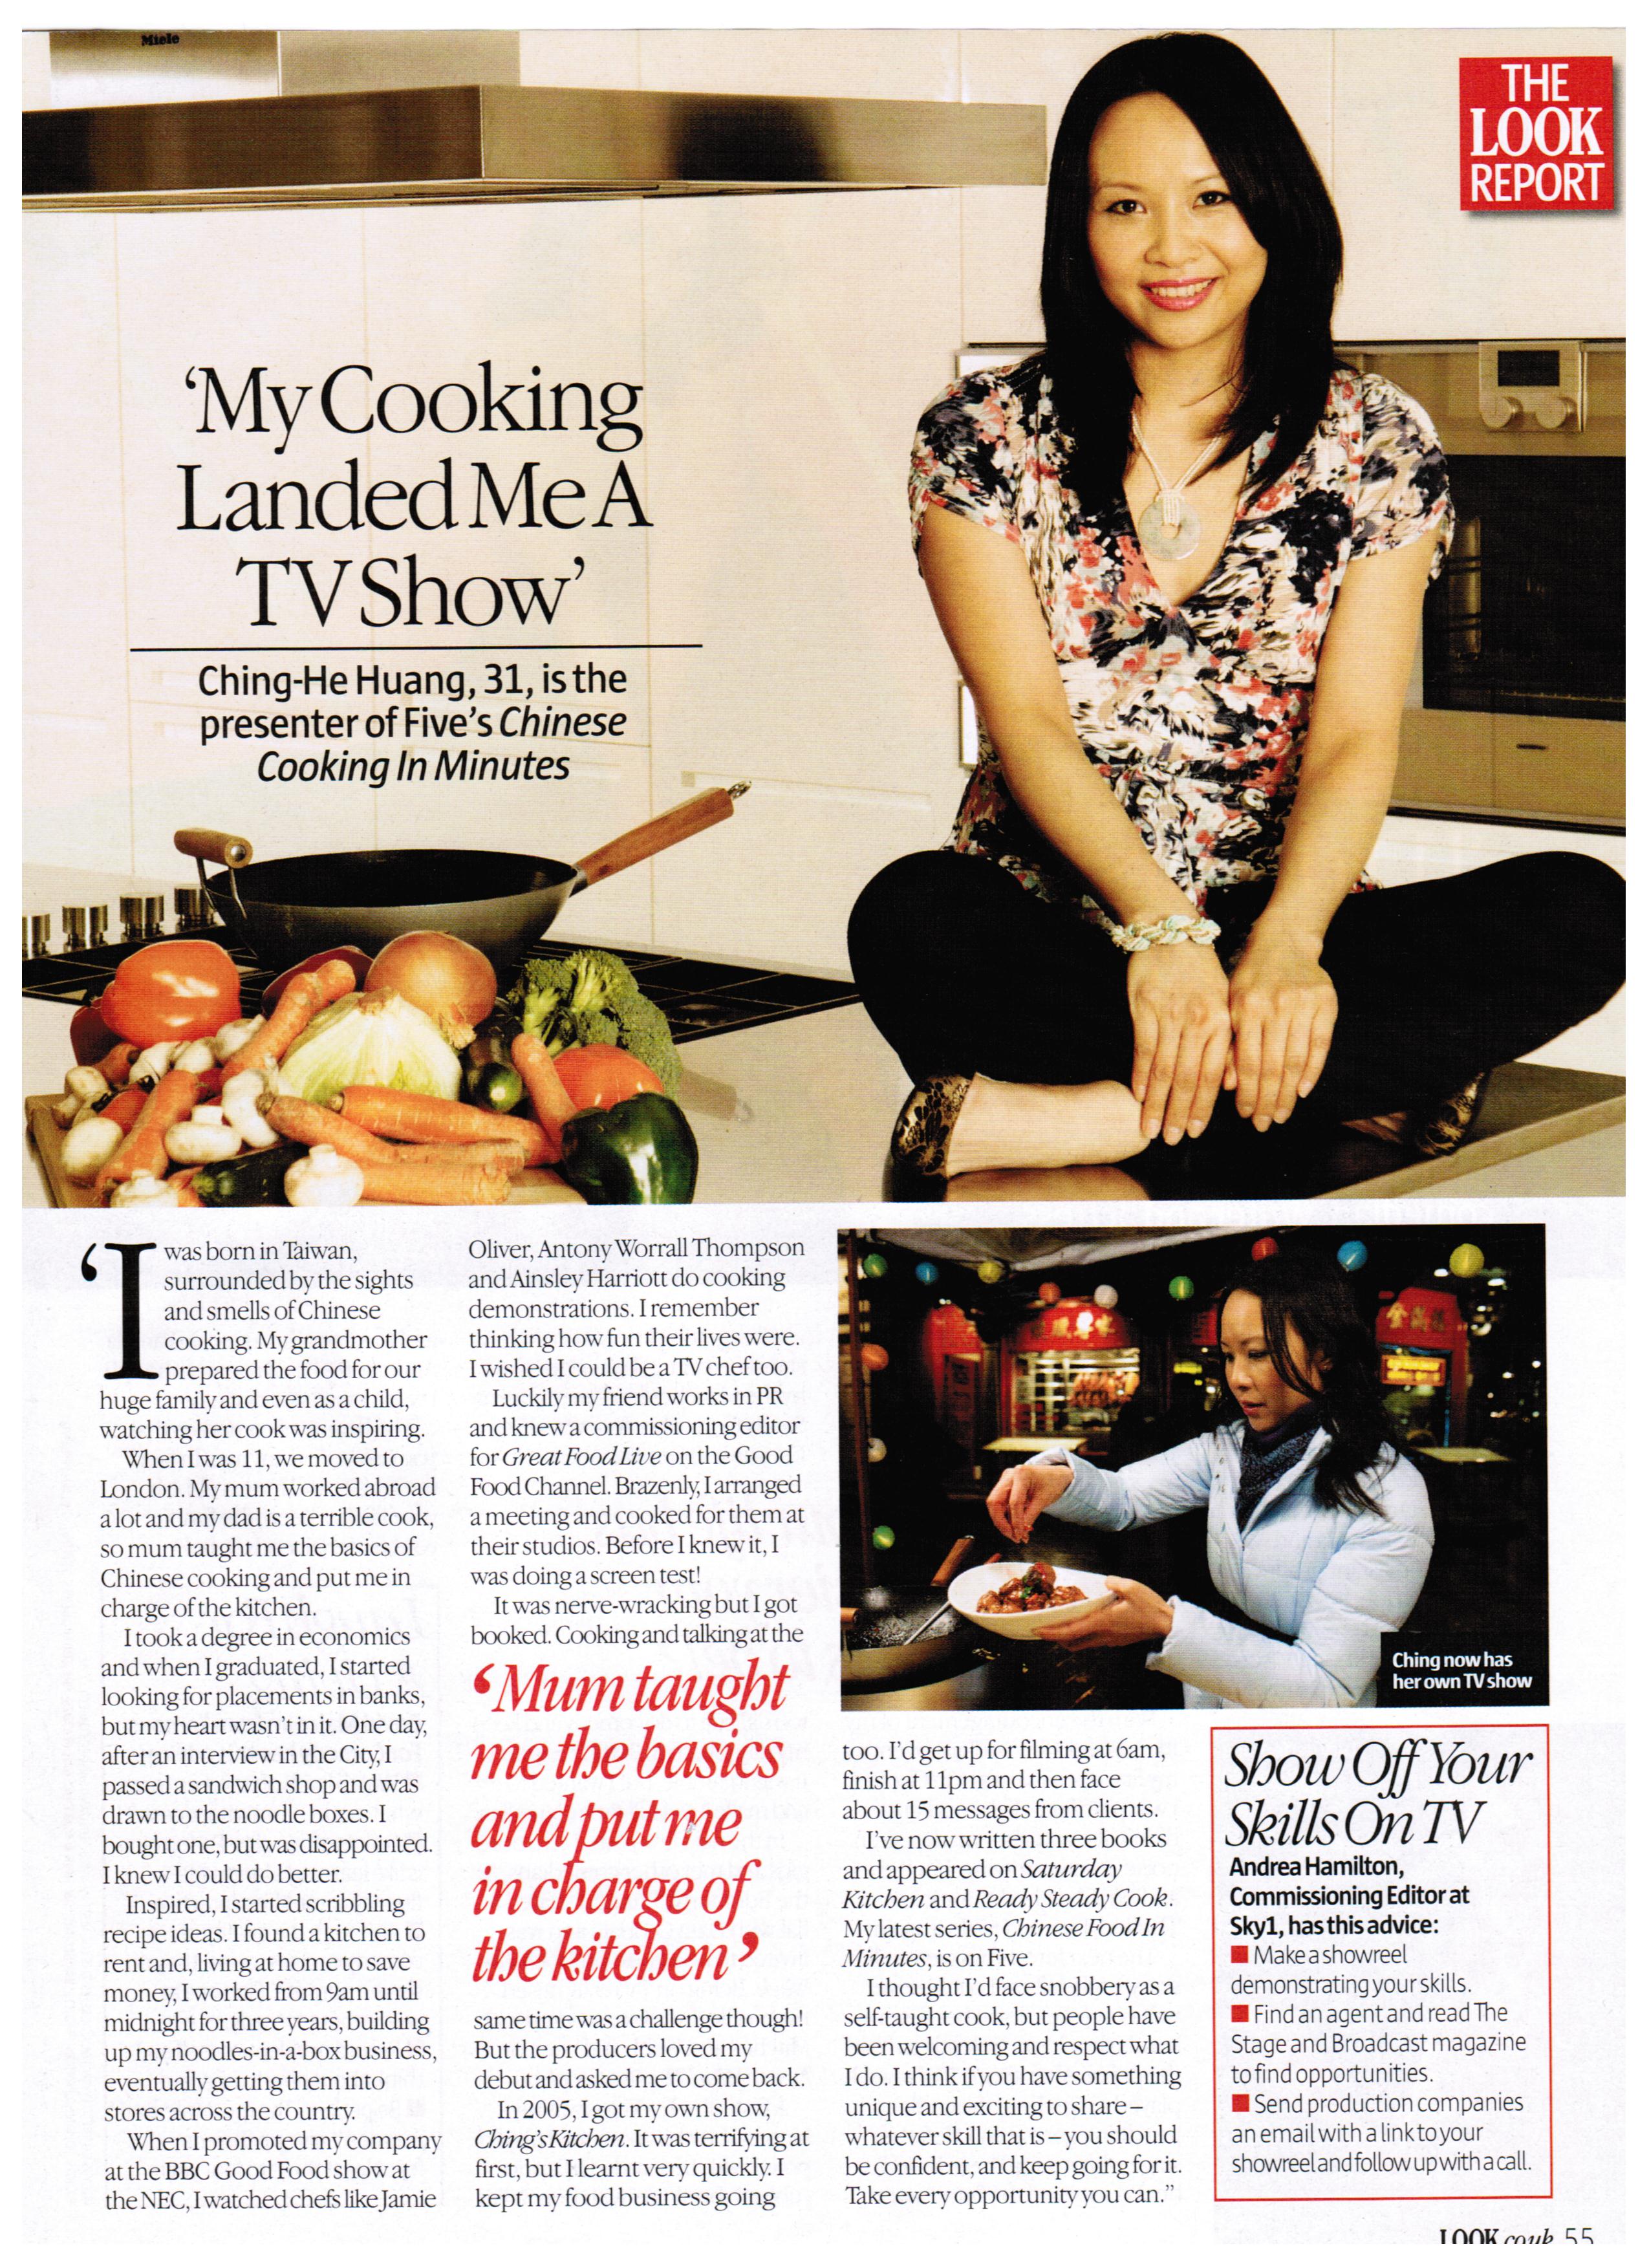 Miele
THE
LOOK
REPORT
‘My Cooking
Landed Me A
TV Show’
Ching-He Huang, 31, is the
presenter of Five’s Chinese
Cooking In Minutes
‘I was born in Taiwan,
surrounded by the sights
and smells of Chinese
cooking. My grandmother
prepared the food for our
huge family and even as a child,
watching her cook was inspiring.
When I was 11, we moved to
London. My mum worked abroad
a lot and my dad is a terrible cook,
so mum taught me the basics of
Chinese cooking and put me in
charge of the kitchen.
I took a degree in economics
and when I graduated, I started
looking for placements in banks,
but my heart wasn’t in it. One day,
after an interview in the City, I
passed a sandwich shop and was
drawn to the noodle boxes. I
bought one, but was disappointed.
I knew I could do better.
Inspired, I started scribbling
recipe ideas. I found a kitchen to
rent and, living at home to save
money, I worked from 9am until
midnight for three years, building
up my noodles-in-a-box business,
eventually getting them into
stores across the country.
When I promoted my company
at the BBC Good Food show at
the NEC, I watched chefs like Jamie
Oliver, Antony Worrall Thompson
and Ainsley Harriott do cooking
demonstrations. I remember
thinking how fun their lives were.
I wished I could be a TV chef too.
Luckily my friend works in PR
and knew a commissioning editor
for Great Food Live on the Good
Food Channel. Brazenly, I arranged
a meeting and cooked for them at
their studios. Before I knew it, I
was doing a screen test!
It was nerve-wracking but I got
booked. Cooking and talking at the
‘Mum taught
me the basics
and put me
in charge of
the kitchen’
same time was a challenge though!
But the producers loved my
debut and asked me to come back.
In 2005, I got my own show,
Ching’s Kitchen. It was terrifying at
first, but I learnt very quickly. I
kept my food business going
金
Ching now has
her own TV show
too. I’d get up for filming at 6am,
finish at 11pm and then face
about 15 messages from clients.
I’ve now written three books
and appeared on Saturday
Kitchen and Ready Steady Cook.
My latest series, Chinese Food In
Minutes, is on Five.
I thought I’d face snobbery as a
self-taught cook, but people have
been welcoming and respect what
I do. I think if you have something
unique and exciting to share –
whatever skill that is – you should
be confident, and keep going for it.
Take every opportunity you can.”
Show Off Your
Skills On TV
Andrea Hamilton,
Commissioning Editor at
Sky1, has this advice:
■ Make a showreel
demonstrating your skills.
■ Find an agent and read The
Stage and Broadcast magazine
to find opportunities.
■ Send production companies
an email with a link to your
showreel and follow up with a call.
LOOK.co.uk 55